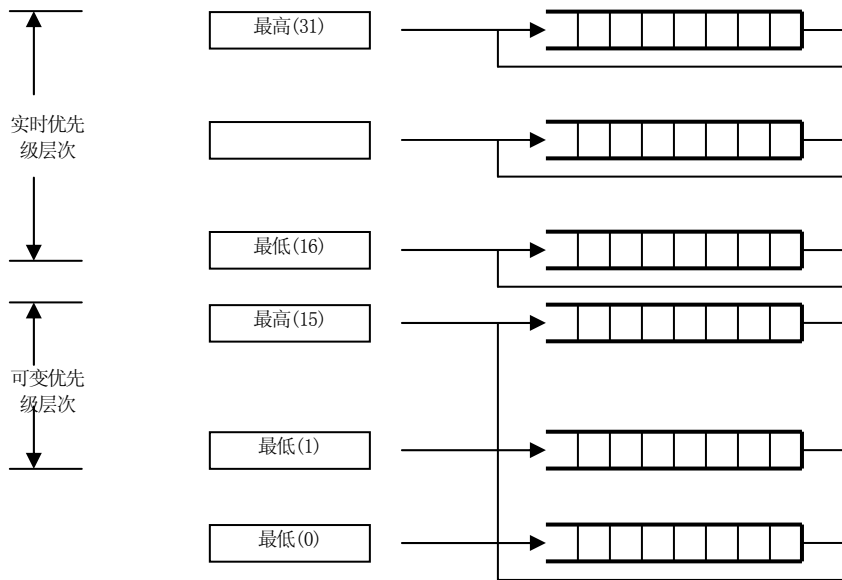 最高(31)
实时优先
级层次
最低(16)
最高(15)
可变优先
级层次
最低(1)
最低(0)